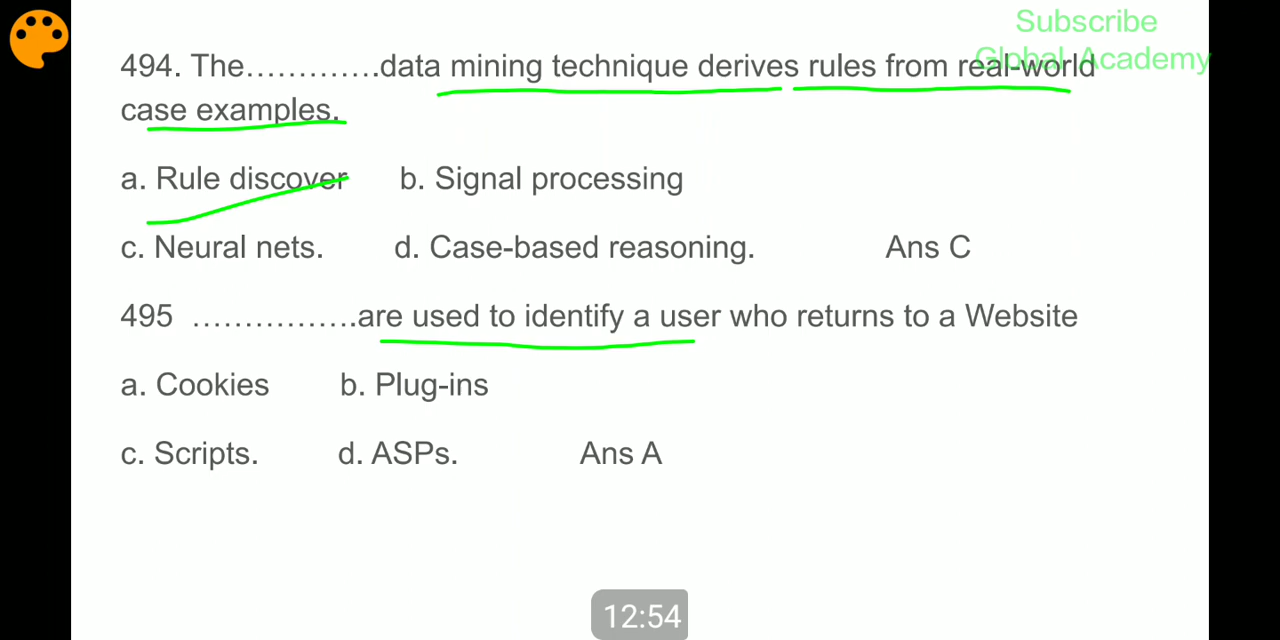 Subscribe
Global Academy
494. The.............data mining technique derives rules from real-world
case examples.
a. Rule discover b. Signal processing
c. Neural nets. d. Case-based reasoning. Ans C
495 ................are used to identify a user who returns to a Website
a. Cookies b. Plug-ins
c. Scripts. d. ASPs. Ans A
12:54